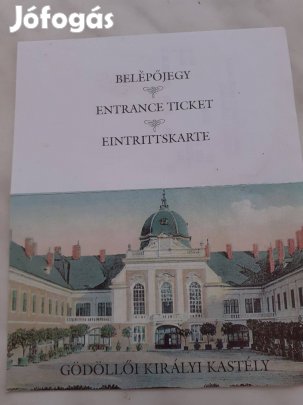 Jófogás
BELÉPŐJEGY
ENTRANCE TICKET
EINTRITTSKARTE
GÖDÖLLŐI KIRÁLYI KASTÉLY